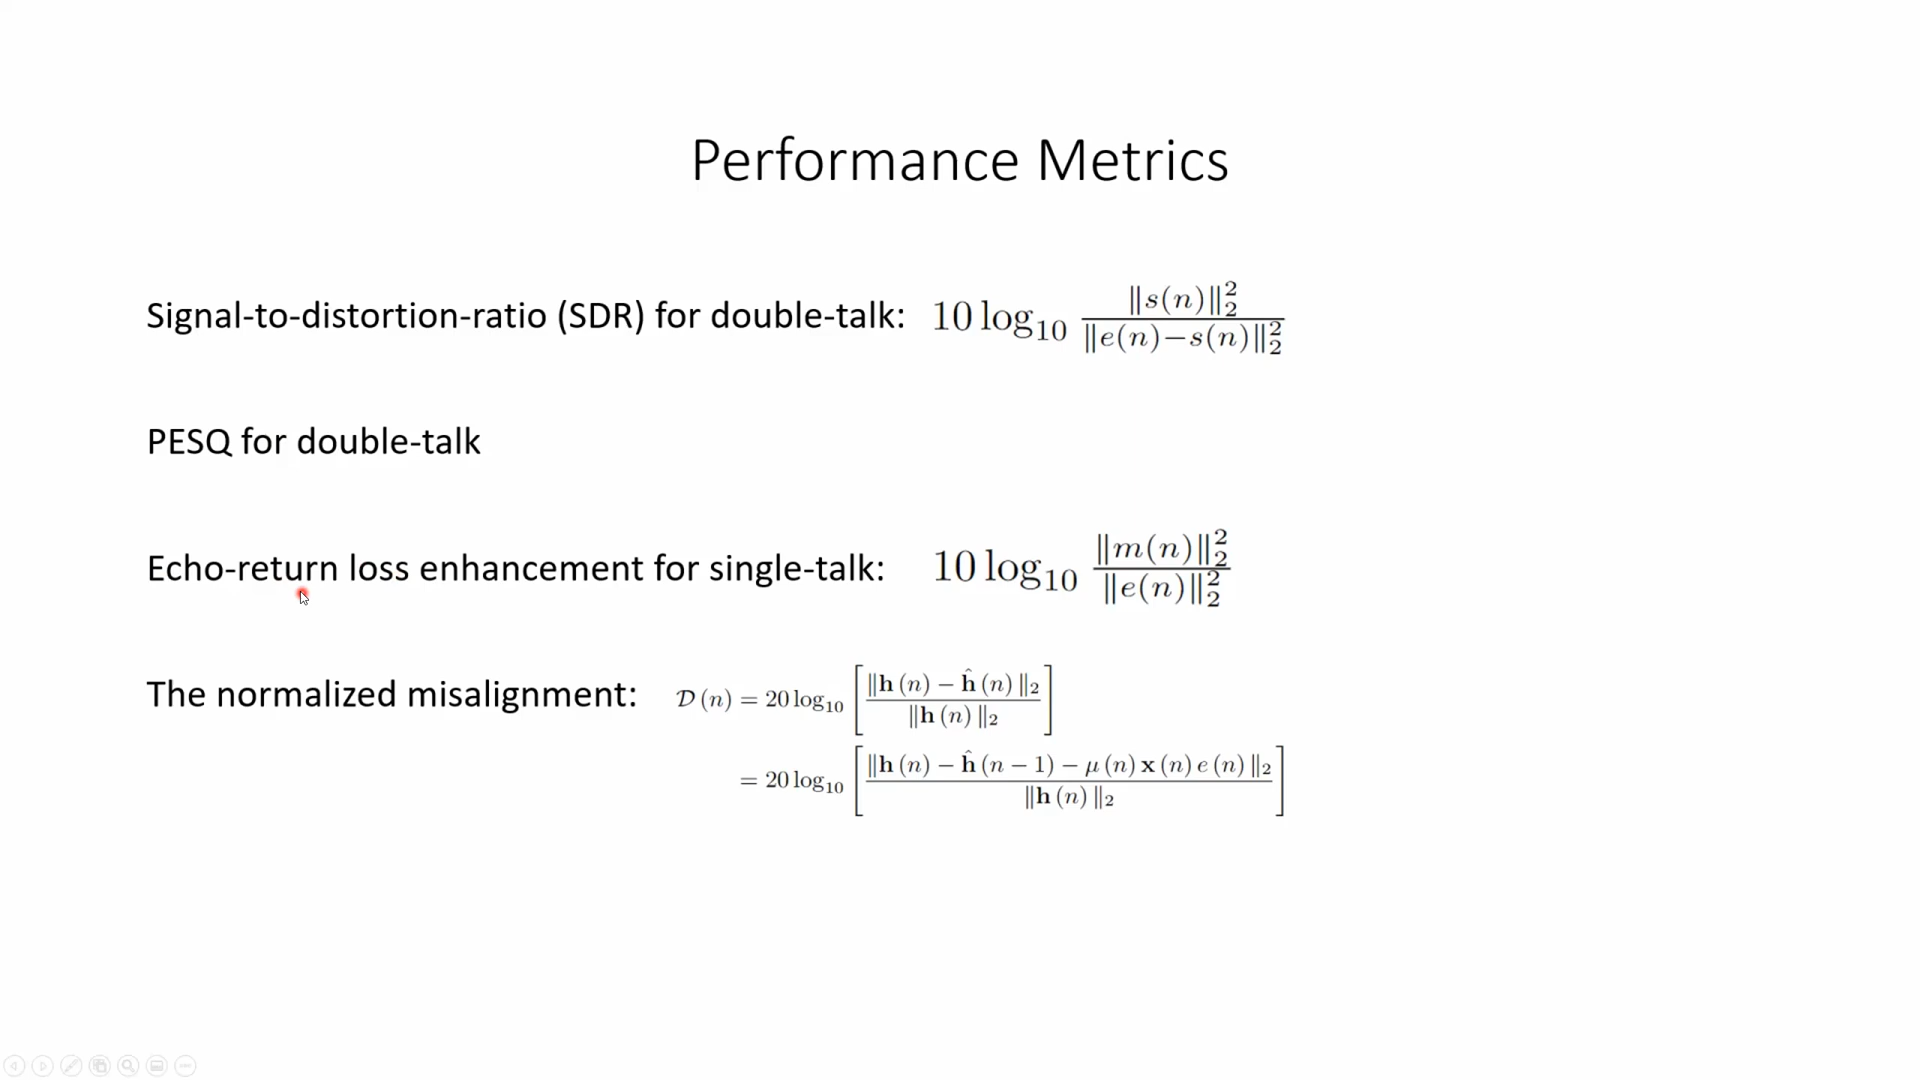 Performance Metrics
Signal-to-distortion-ratio (SDR) for double-talk: 10 log₁₀ ‖s(n)‖₂² / ‖e(n)−s(n)‖₂²
PESQ for double-talk
Echo-return loss enhancement for single-talk: 10 log₁₀ ‖m(n)‖₂² / ‖e(n)‖₂²
The normalized misalignment: 𝒟(n) = 20 log₁₀ [ ‖h(n) − ĥ(n)‖₂ / ‖h(n)‖₂ ]
= 20 log₁₀ [ ‖h(n) − ĥ(n − 1) − μ(n) x(n) e(n)‖₂ / ‖h(n)‖₂ ]